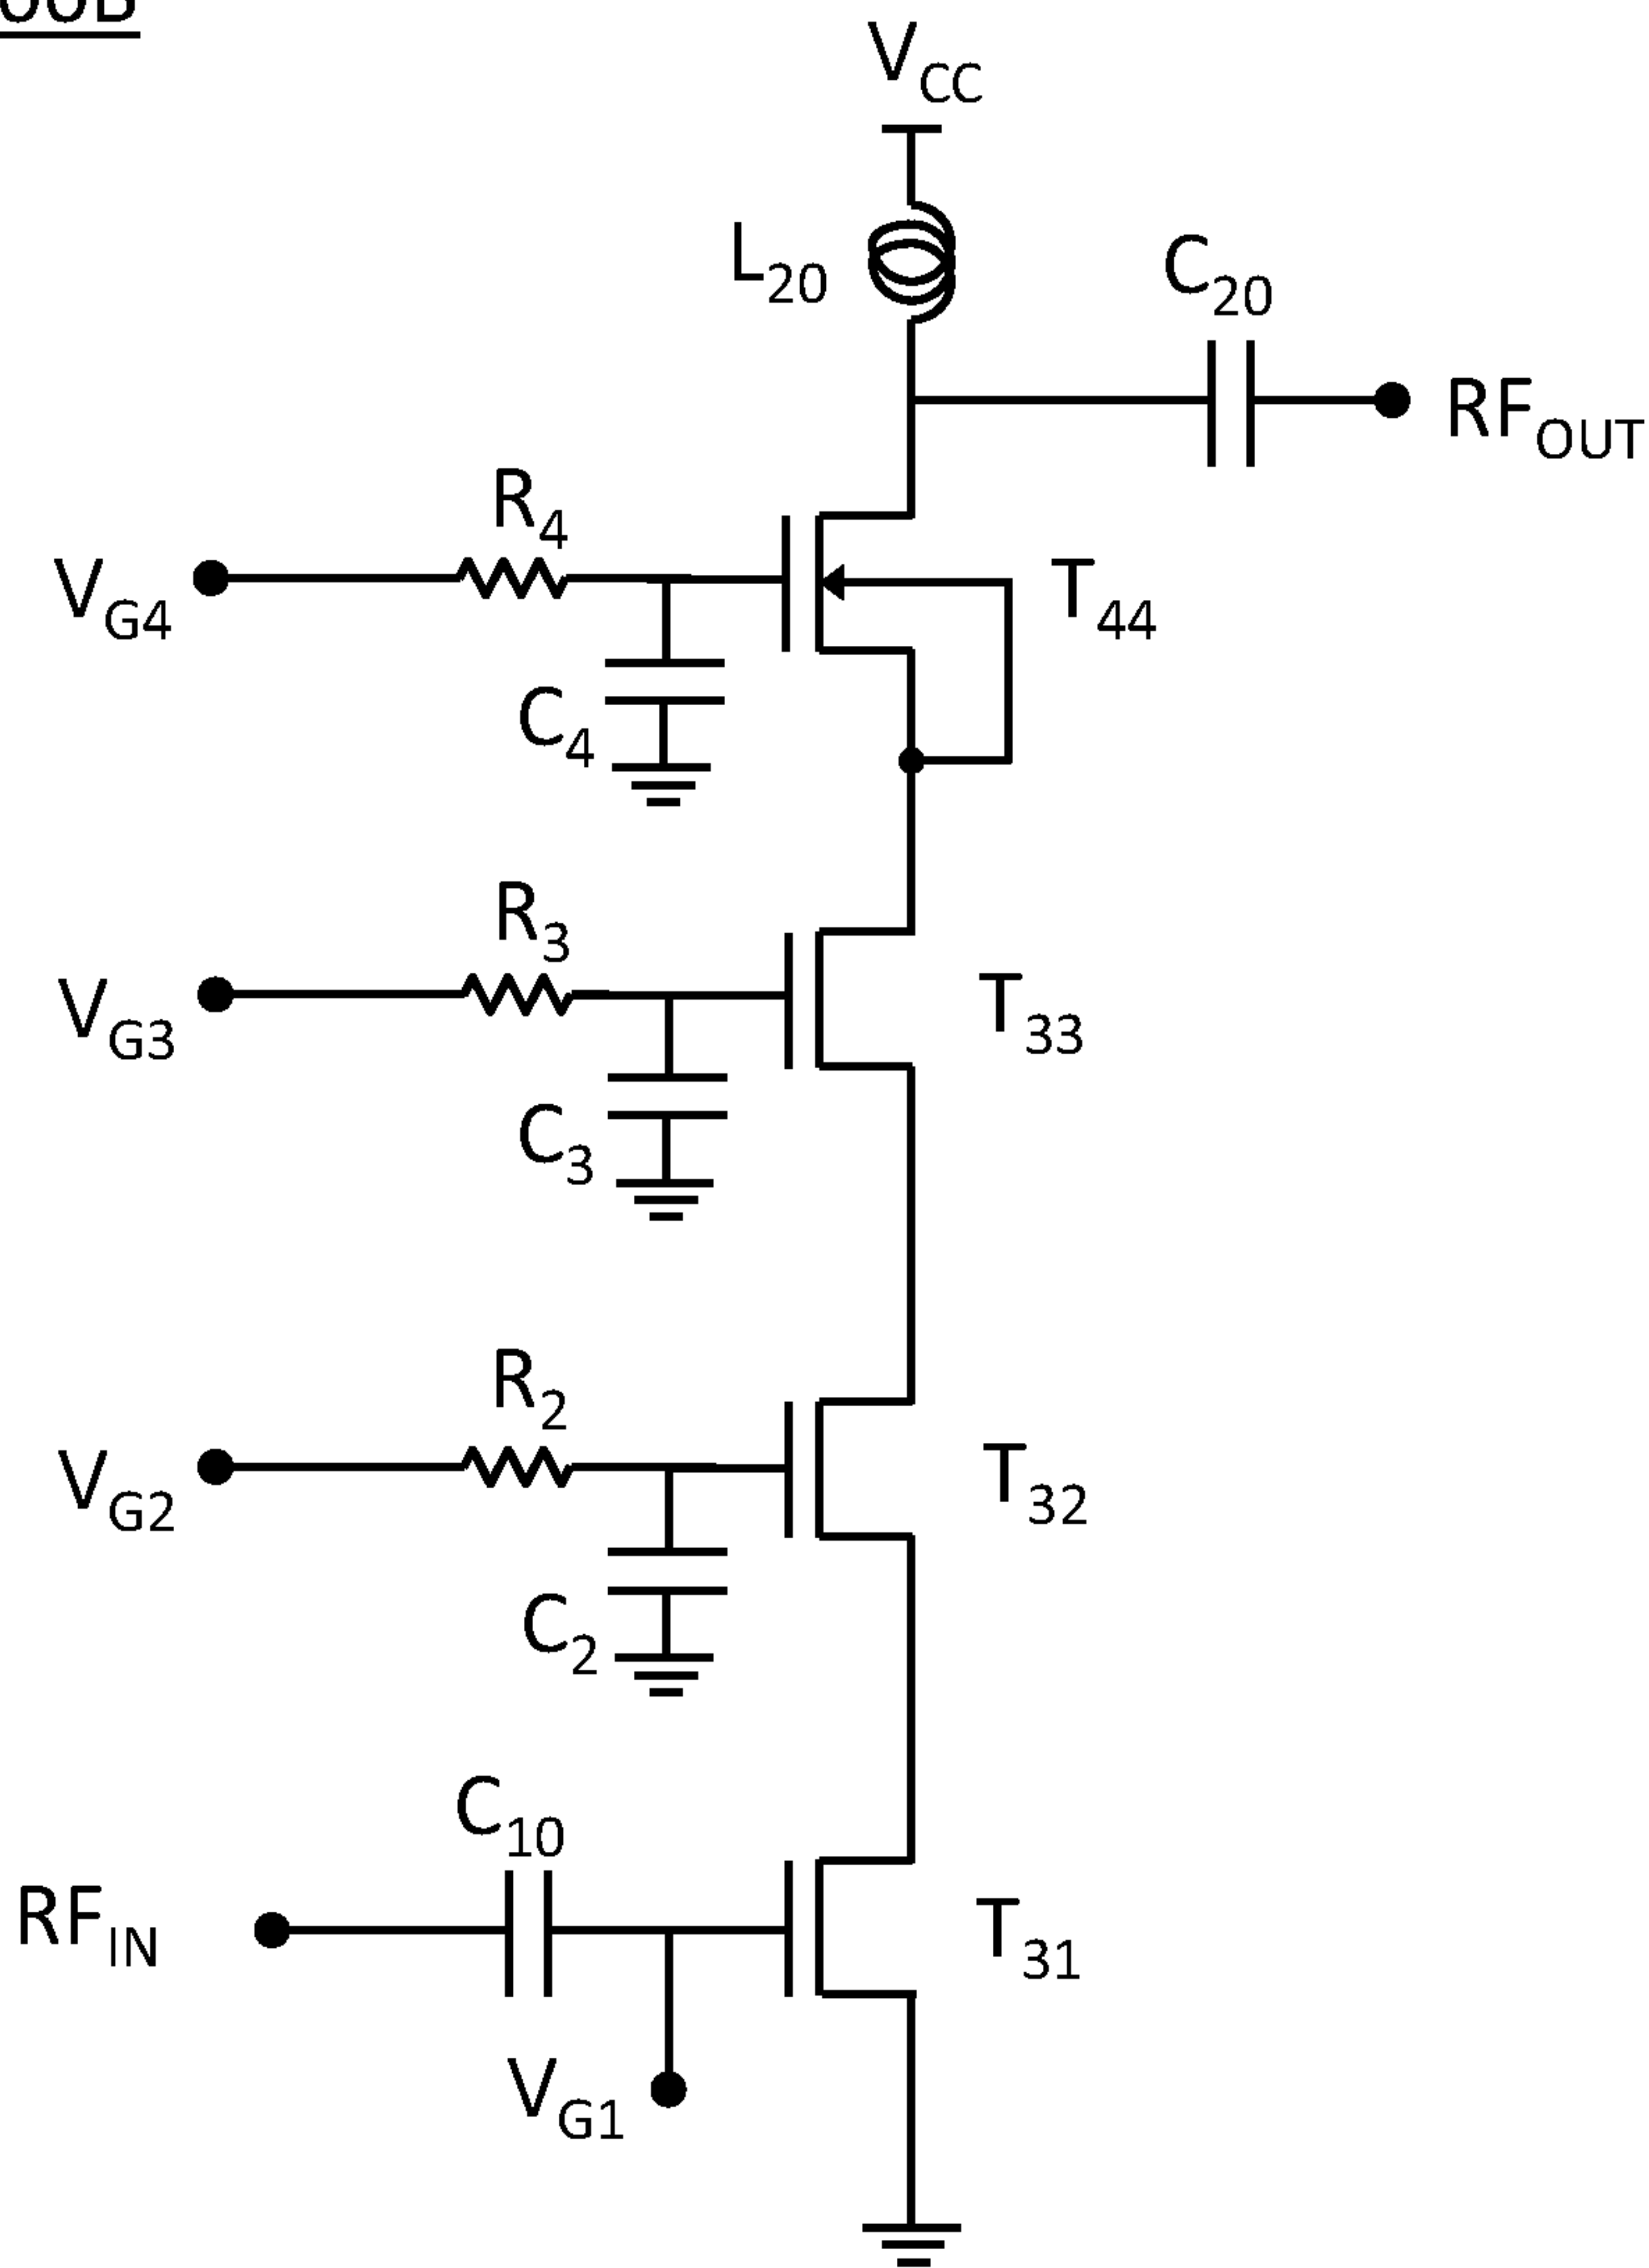 V_CC
L_20
C_20
RF_OUT
R_4
V_G4
T_44
C_4
R_3
V_G3
T_33
C_3
R_2
V_G2
T_32
C_2
C_10
RF_IN
T_31
V_G1